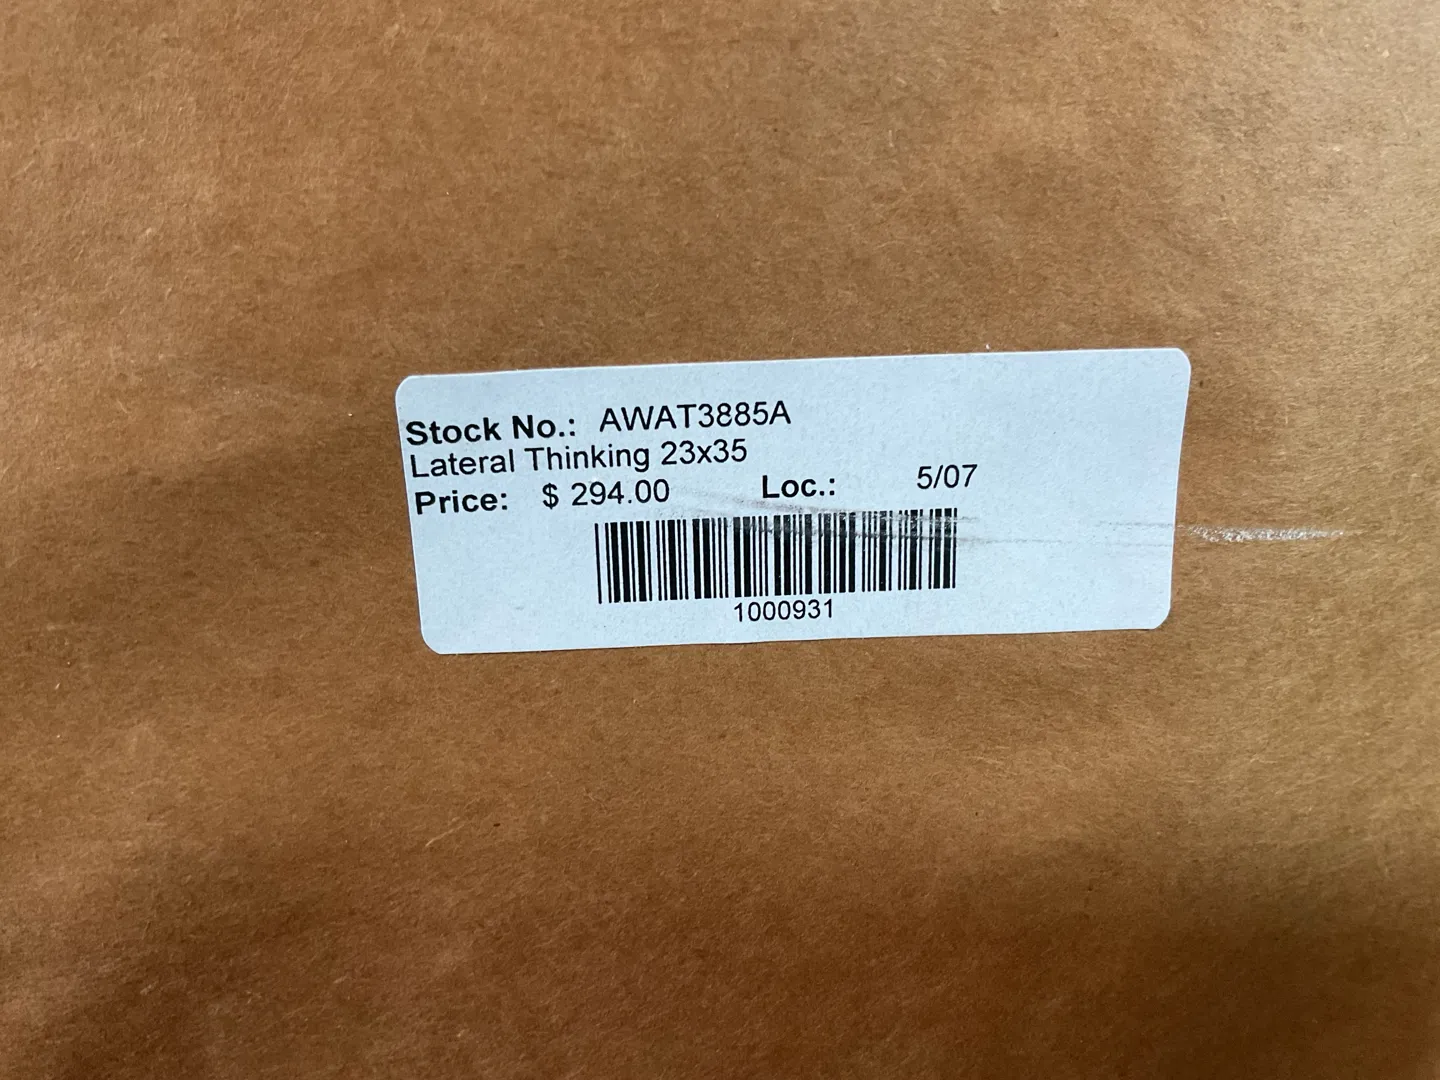 Stock No.: AWAT3885A
Lateral Thinking 23x35
Price: $ 294.00 Loc.: 5/07
1000931